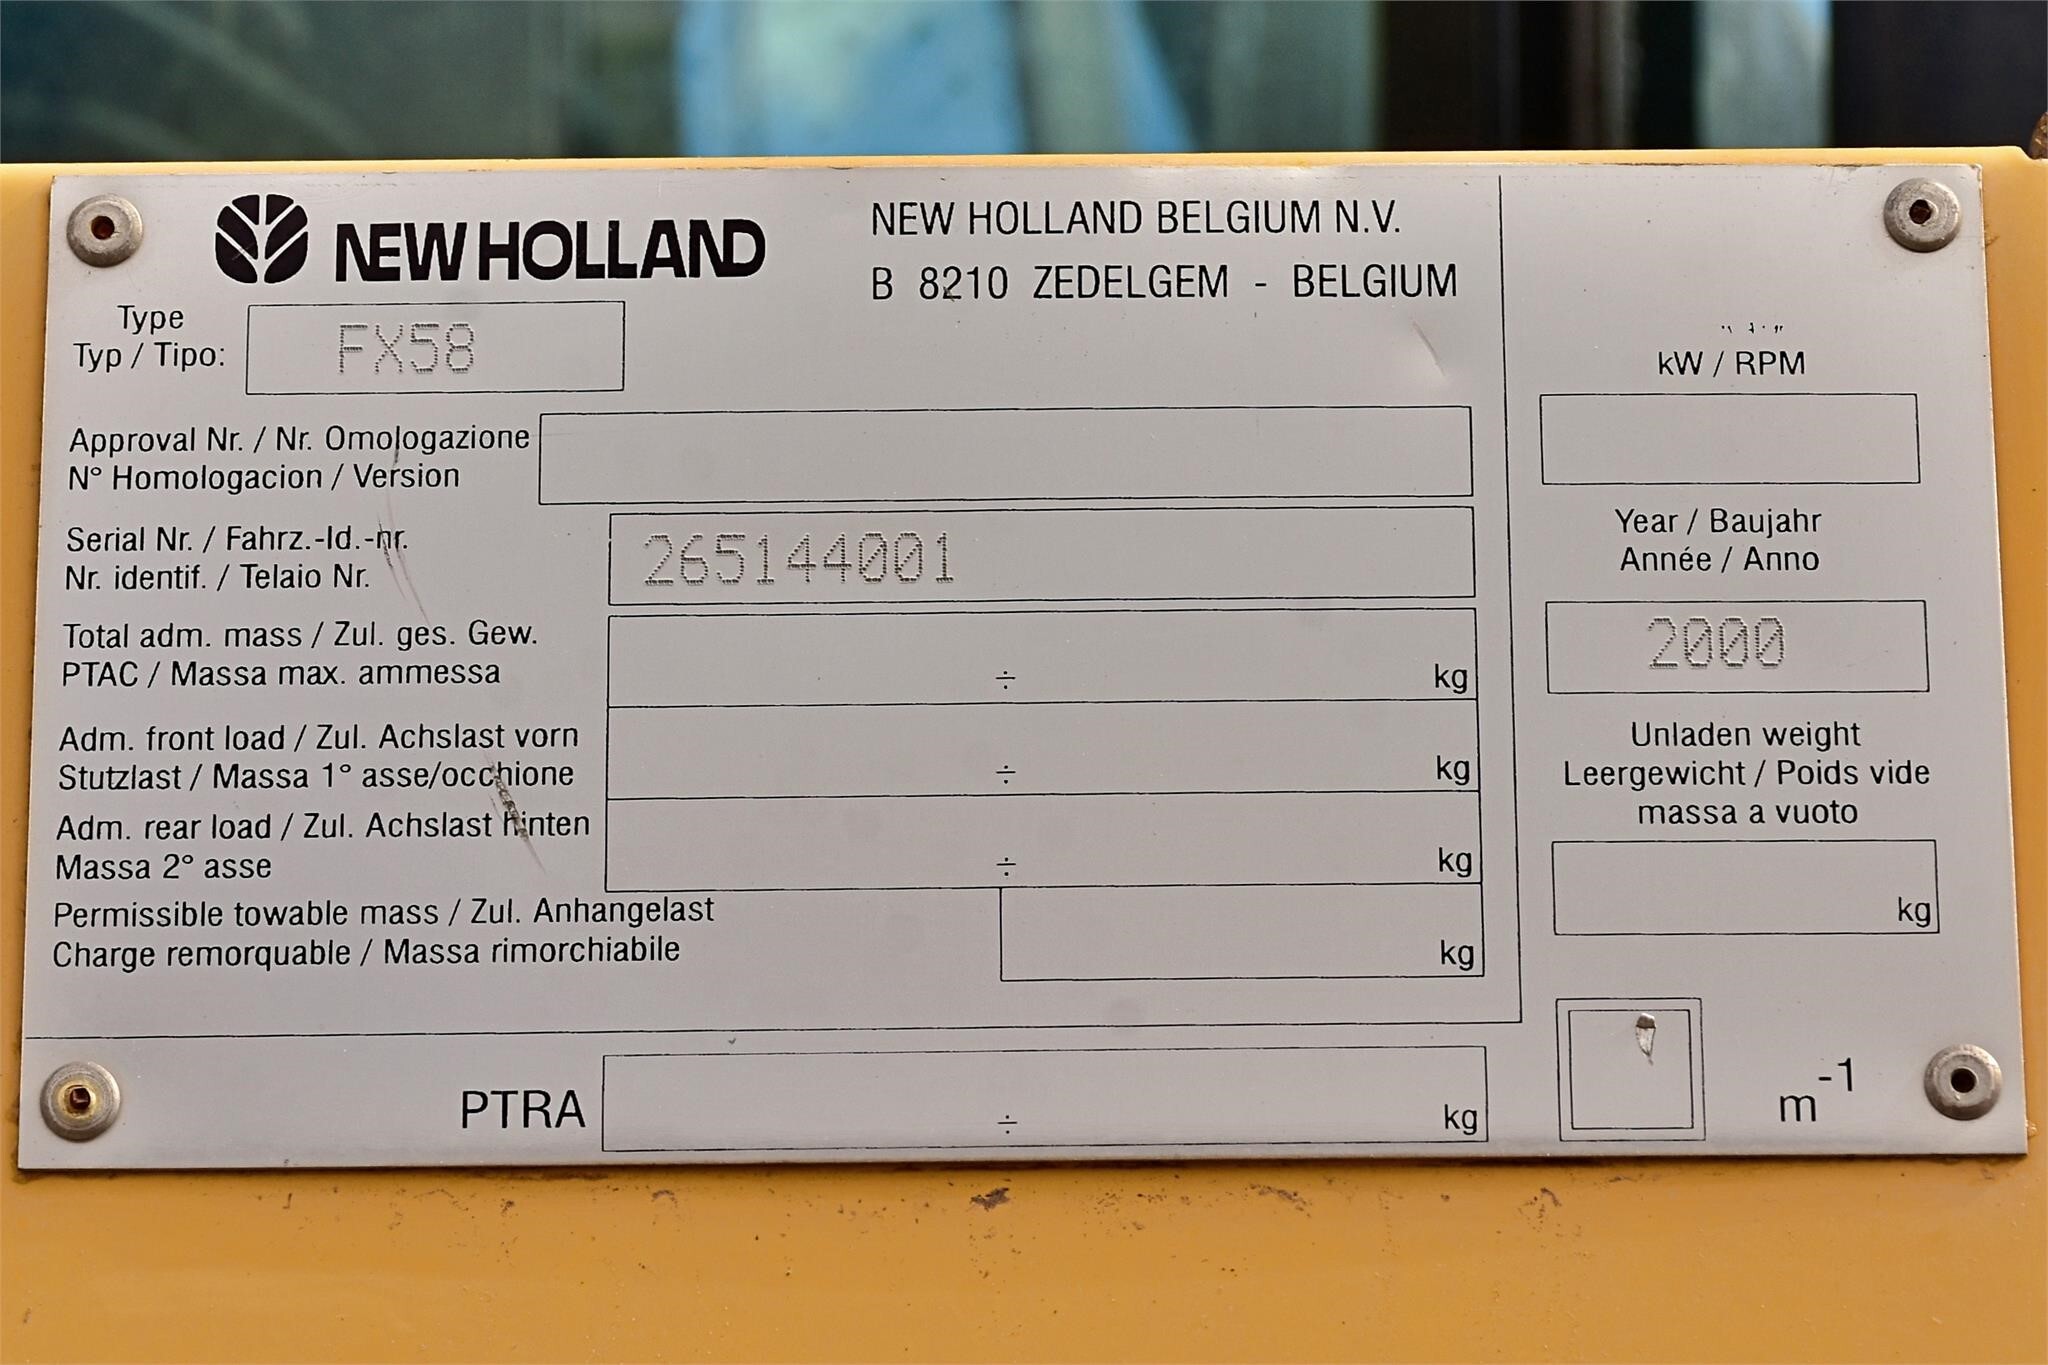 NEW HOLLAND
NEW HOLLAND BELGIUM N.V.
B 8210 ZEDELGEM - BELGIUM
Type
Typ / Tipo:
FX58
Approval Nr. / Nr. Omologazione
N° Homologacion / Version
Serial Nr. / Fahrz.-Id.-nr.
Nr. identif. / Telaio Nr.
265144001
Total adm. mass / Zul. ges. Gew.
PTAC / Massa max. ammessa
÷ kg
Adm. front load / Zul. Achslast vorn
Stutzlast / Massa 1° asse/occhione
÷ kg
Adm. rear load / Zul. Achslast hinten
Massa 2° asse
÷ kg
Permissible towable mass / Zul. Anhangelast
Charge remorquable / Massa rimorchiabile
kg
PTRA ÷ kg
kW / RPM
Year / Baujahr
Année / Anno
2000
Unladen weight
Leergewicht / Poids vide
massa a vuoto
kg
m-1